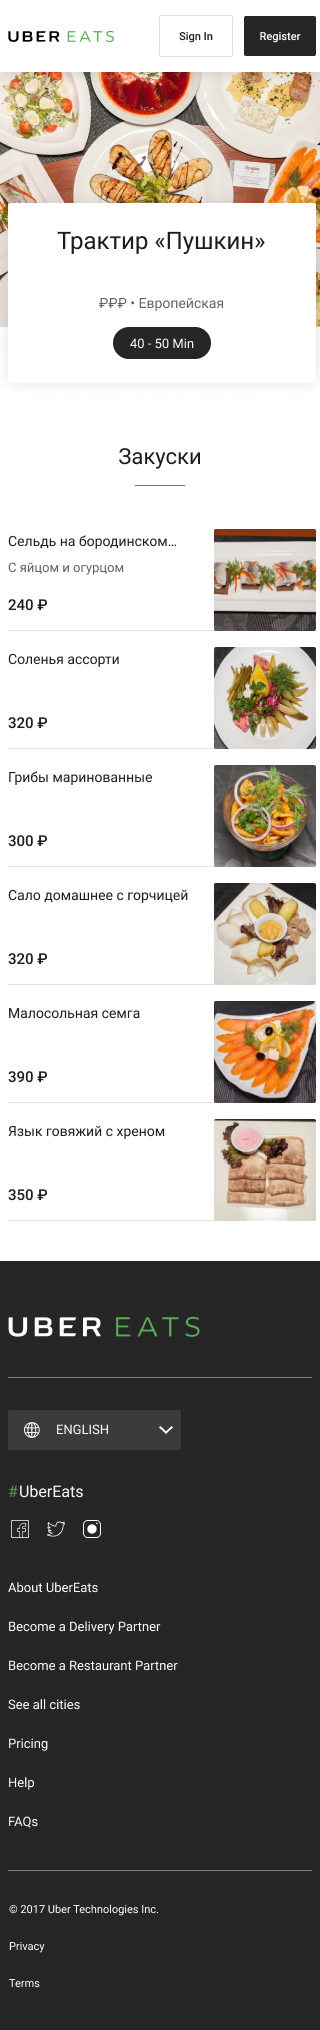 UBER EATS
Sign In
Register
Трактир «Пушкин»
₽₽₽ • Европейская
40 - 50 Min
Закуски
Сельдь на бородинском…
С яйцом и огурцом
240 ₽
Соленья ассорти
320 ₽
Грибы маринованные
300 ₽
Сало домашнее с горчицей
320 ₽
Малосольная семга
390 ₽
Язык говяжий с хреном
350 ₽
UBER EATS
ENGLISH
#UberEats
About UberEats
Become a Delivery Partner
Become a Restaurant Partner
See all cities
Pricing
Help
FAQs
© 2017 Uber Technologies Inc.
Privacy
Terms